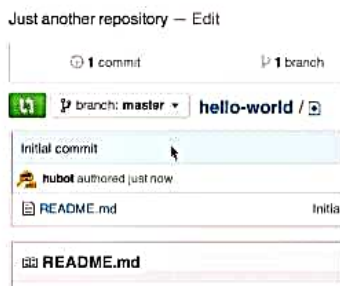 Just another repository — Edit
1 commit
1 branch
branch: master
hello-world /
Initial commit
hubot authored just now
README.md
Initia
README.md